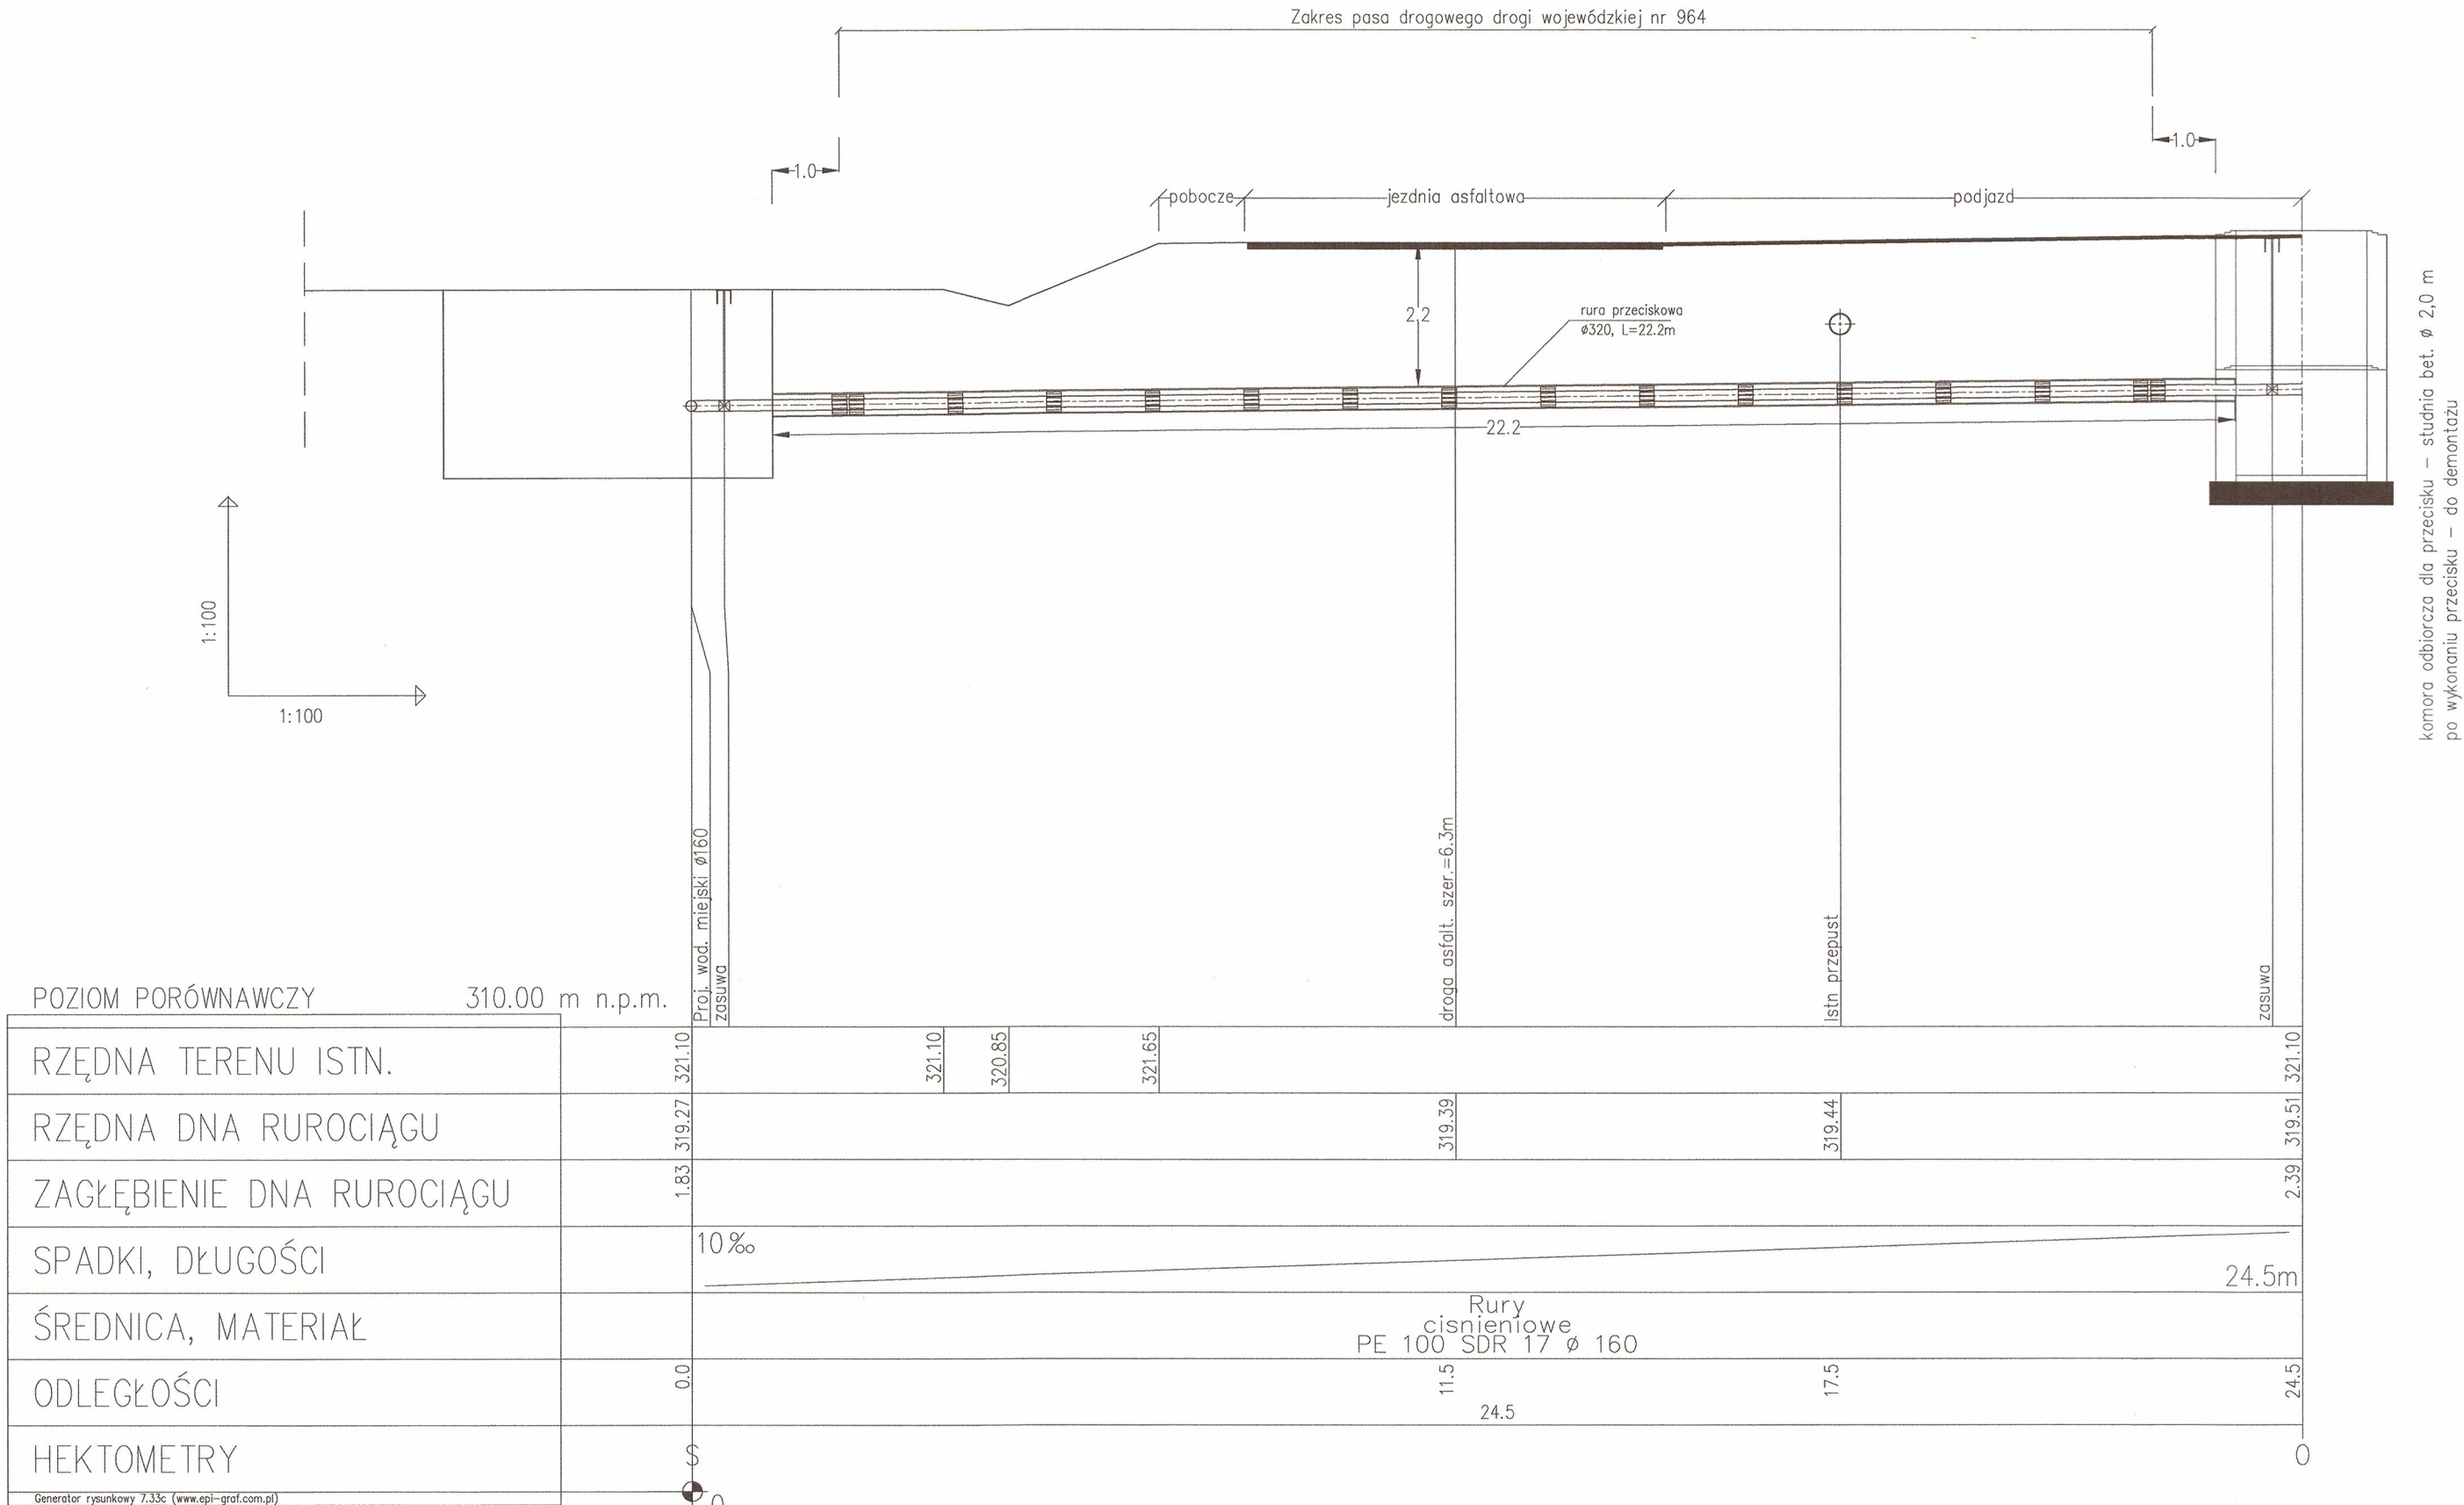 Zakres pasa drogowego drogi wojewódzkiej nr 964
1.0
1.0
pobocze
jezdnia asfaltowa
podjazd
2,2
rura przeciskowa
ø320, L=22.2m
22.2
komora odbiorcza dla przecisku – studnia bet. ø 2,0 m
po wykonaniu przecisku – do demontażu
1:100
1:100
Proj. wod. miejski ø160
zasuwa
droga asfalt. szer.=6.3m
Istn przepust
zasuwa
POZIOM PORÓWNAWCZY 310.00 m n.p.m.
RZĘDNA TERENU ISTN. 321.10 321.10 320.85 321.65 321.10
RZĘDNA DNA RUROCIĄGU 319.27 319.39 319.44 319.51
ZAGŁĘBIENIE DNA RUROCIĄGU 1.83 2.39
SPADKI, DŁUGOŚCI 10‰ 24.5m
ŚREDNICA, MATERIAŁ
Rury
cisnieniowe
PE 100 SDR 17 ø 160
ODLEGŁOŚCI 0.0 11.5 17.5 24.5
24.5
HEKTOMETRY S O
Generator rysunkowy 7.33c (www.epi-graf.com.pl)